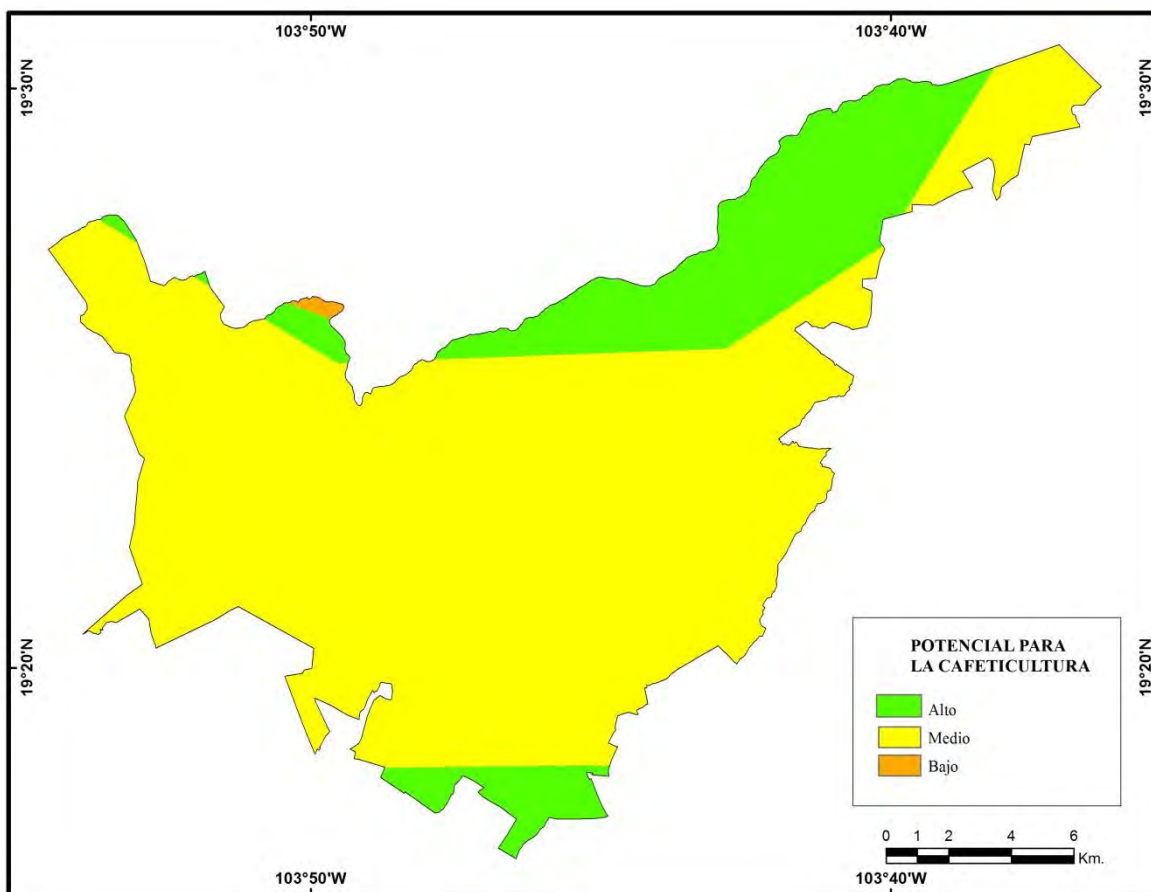 103°50'W
103°40'W
19°30'N
19°30'N
19°20'N
19°20'N
POTENCIAL PARA
LA CAFETICULTURA
Alto
Medio
Bajo
0 1 2 4 6
Km.
103°50'W
103°40'W